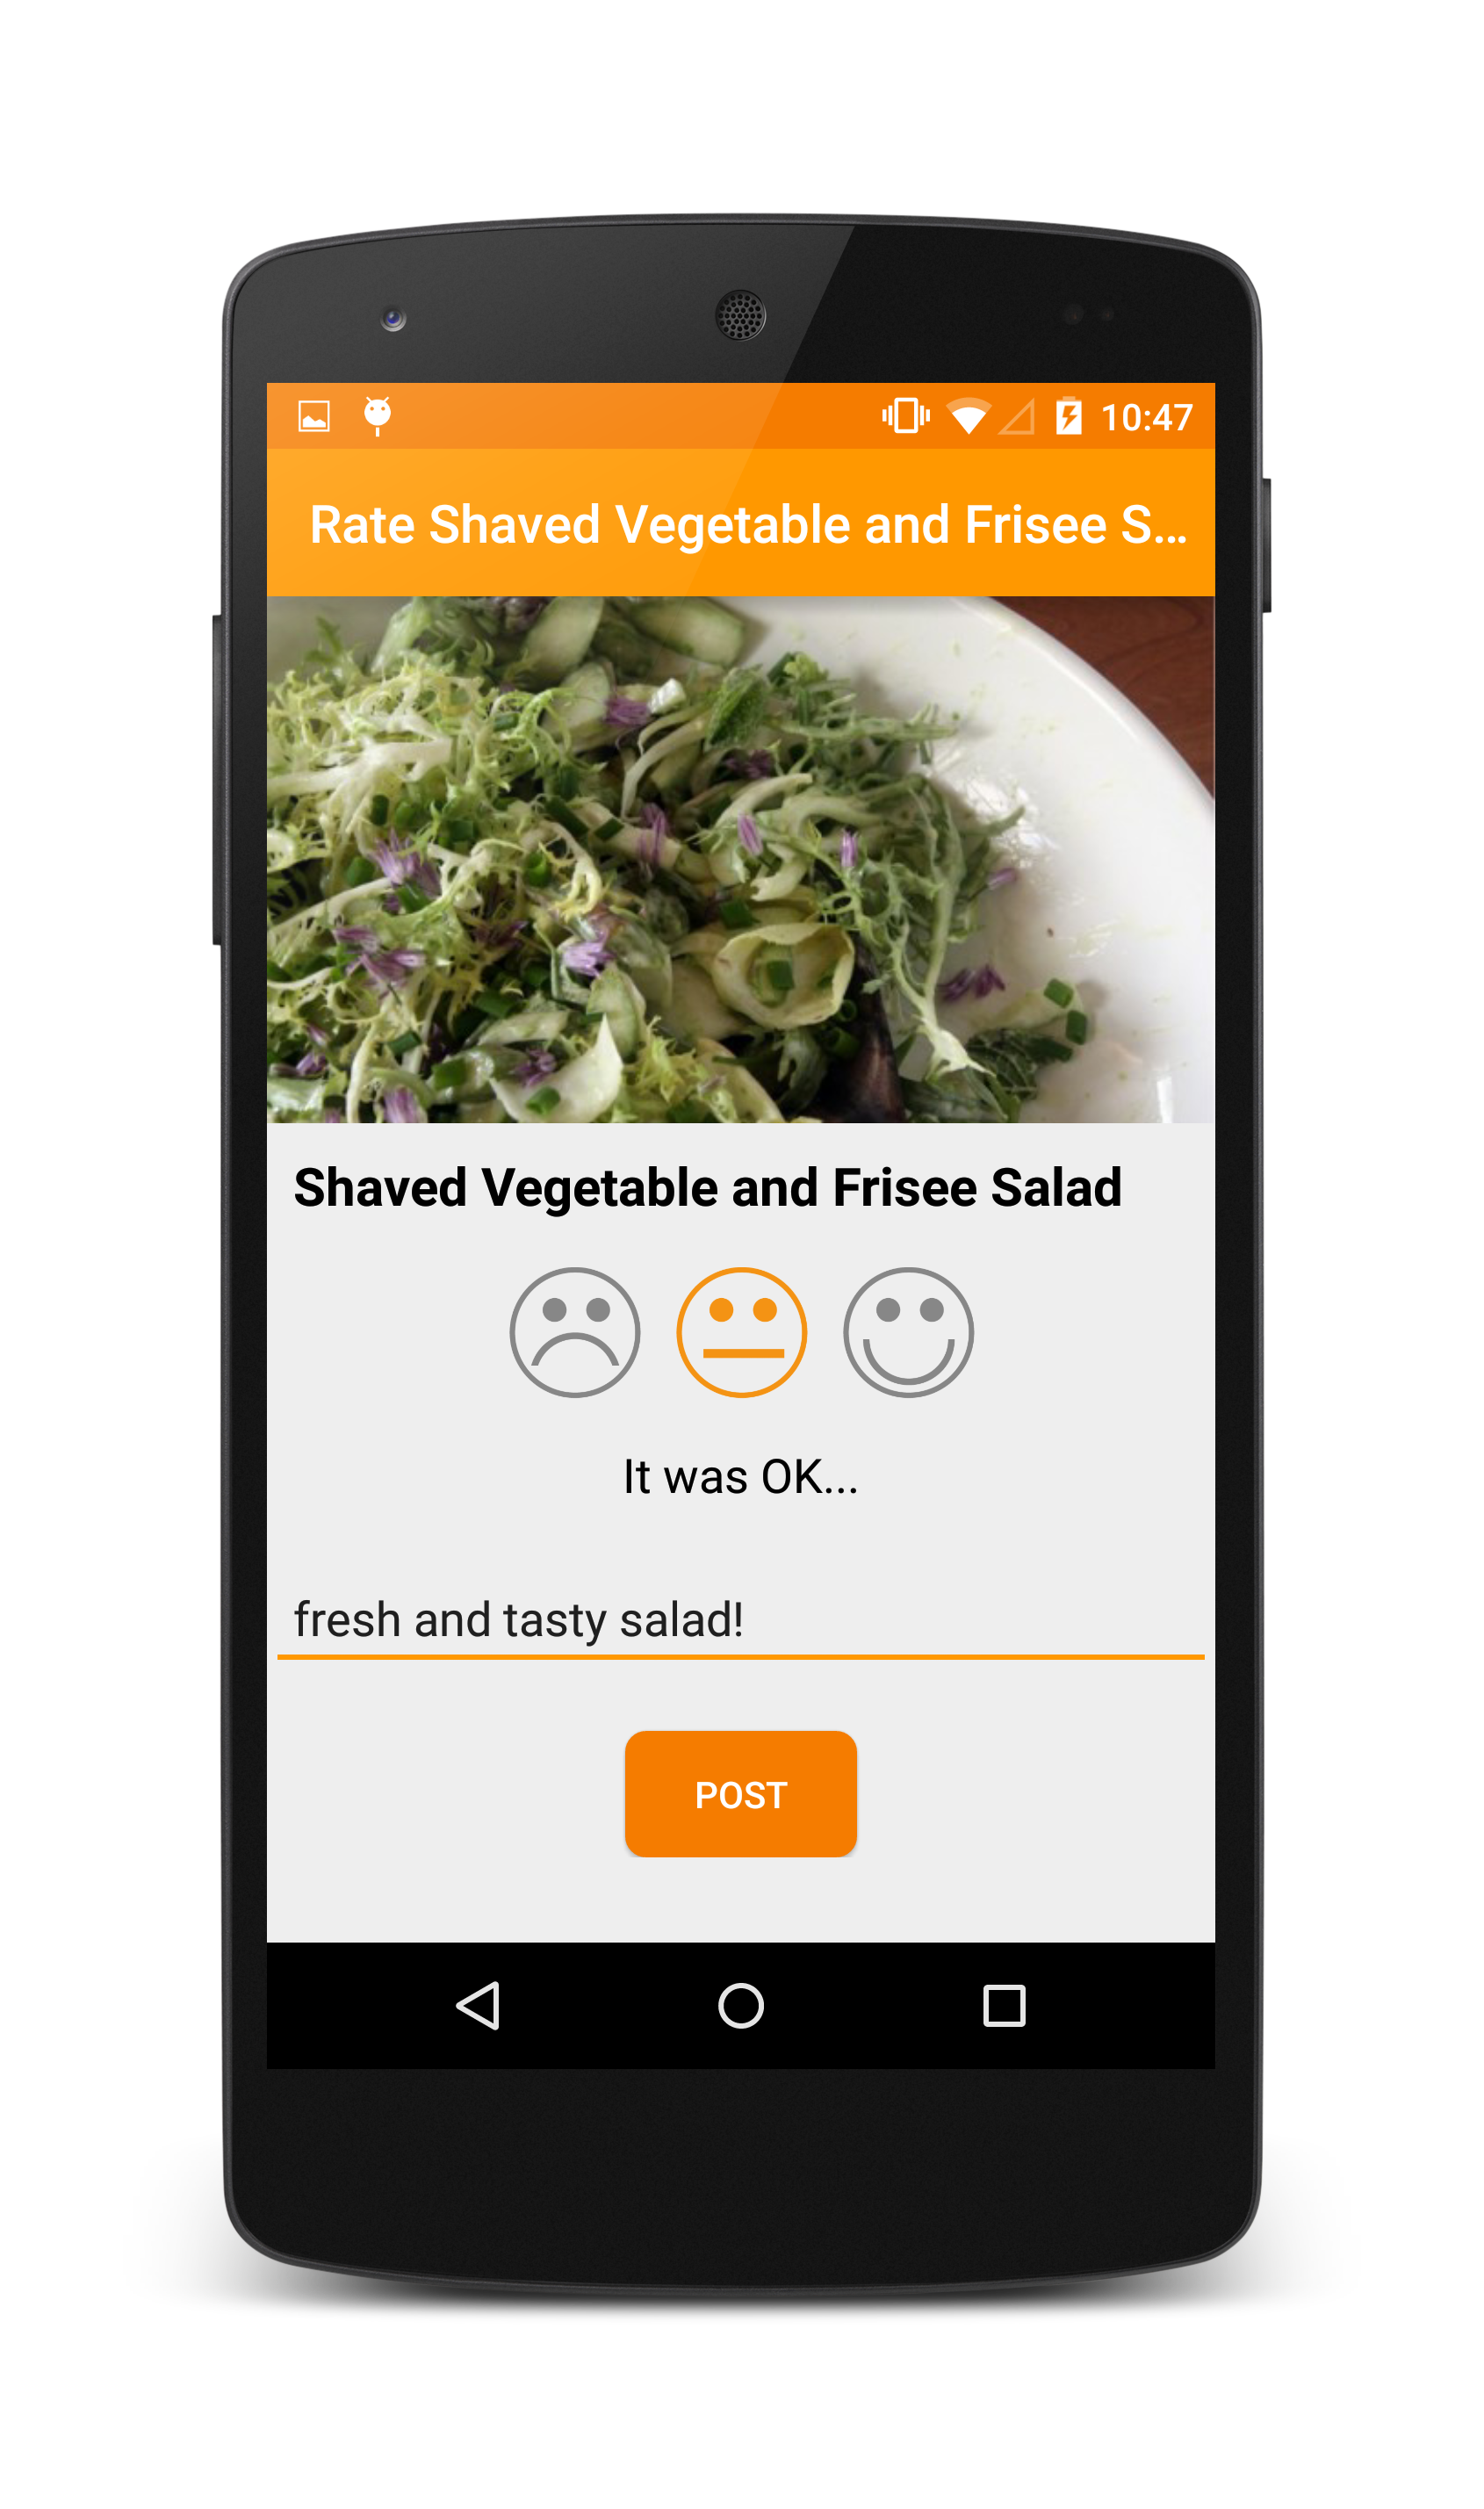 10:47
Rate Shaved Vegetable and Frisee S...
Shaved Vegetable and Frisee Salad
It was OK...
fresh and tasty salad!
POST